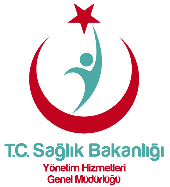 T.C. Sağlık Bakanlığı
Yönetim Hizmetleri
Genel Müdürlüğü